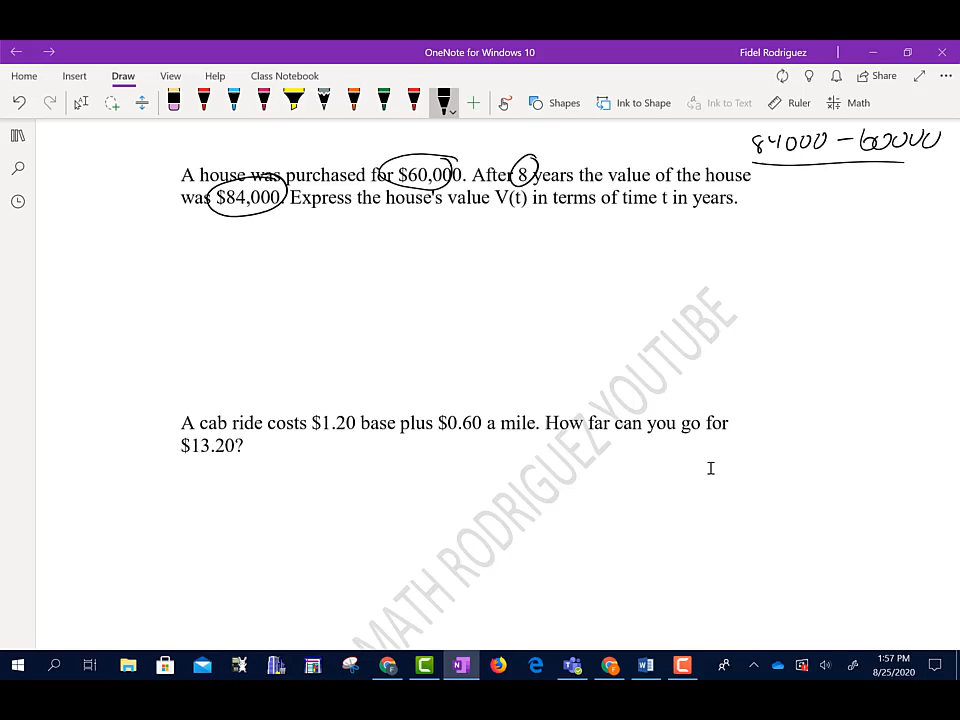 OneNote for Windows 10
Fidel Rodriguez
Home Insert Draw View Help Class Notebook
Share
Shapes
Ink to Shape
Ink to Text
Ruler
Math
84000 - 60000
A house was purchased for $60,000. After 8 years the value of the house
was $84,000. Express the house's value V(t) in terms of time t in years.
A cab ride costs $1.20 base plus $0.60 a mile. How far can you go for
$13.20?
MATH RODRIGUEZ YOUTUBE
1:57 PM
8/25/2020